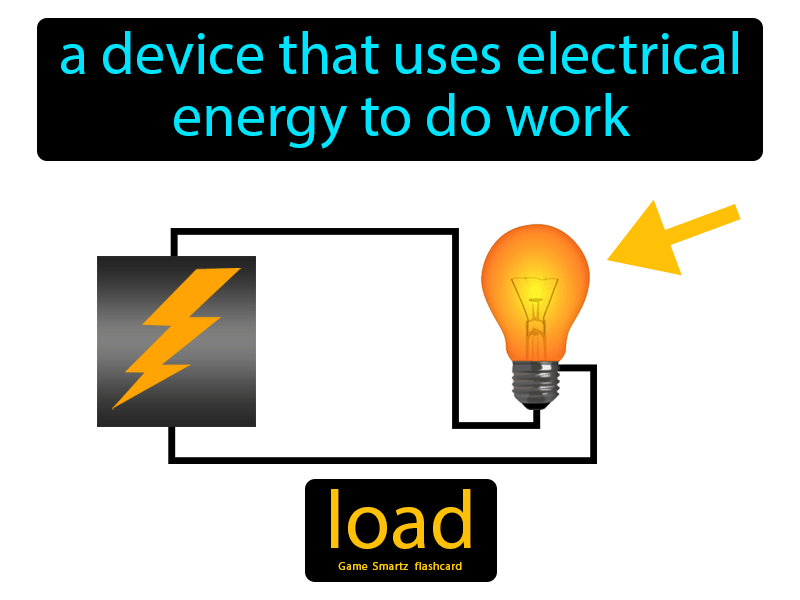 a device that uses electrical
energy to do work
load
Game Smartz flashcard